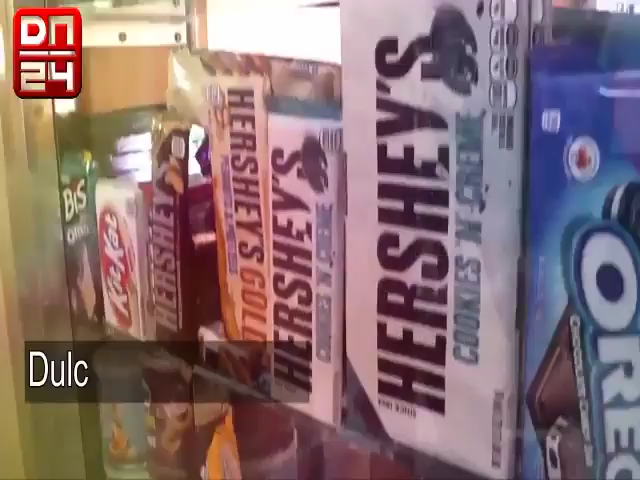 DN
24
BIS
KitKat
HERSHEY'S
HERSHEY'S GOLD
HERSHEY'S
COOKIES 'N' CREME
HERSHEY'S
COOKIES 'N' CREME
OREO
Dulc